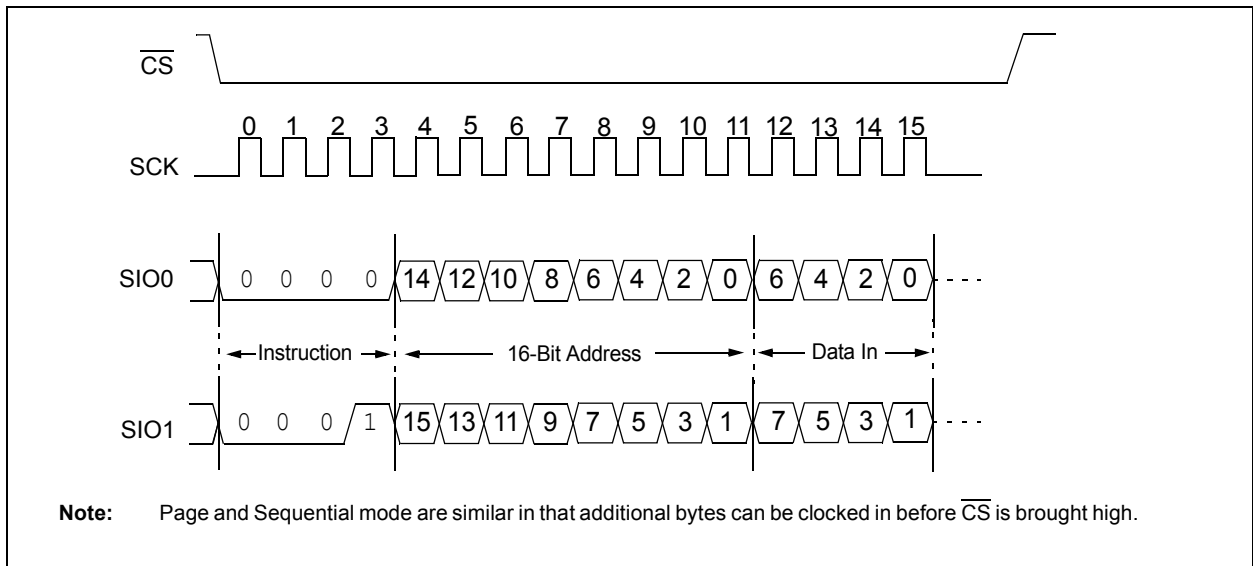 CS
0 1 2 3 4 5 6 7 8 9 10 11 12 13 14 15
SCK
SIO0 0 0 0 0 14 12 10 8 6 4 2 0 6 4 2 0
Instruction 16-Bit Address Data In
SIO1 0 0 0 1 15 13 11 9 7 5 3 1 7 5 3 1
Note: Page and Sequential mode are similar in that additional bytes can be clocked in before CS is brought high.